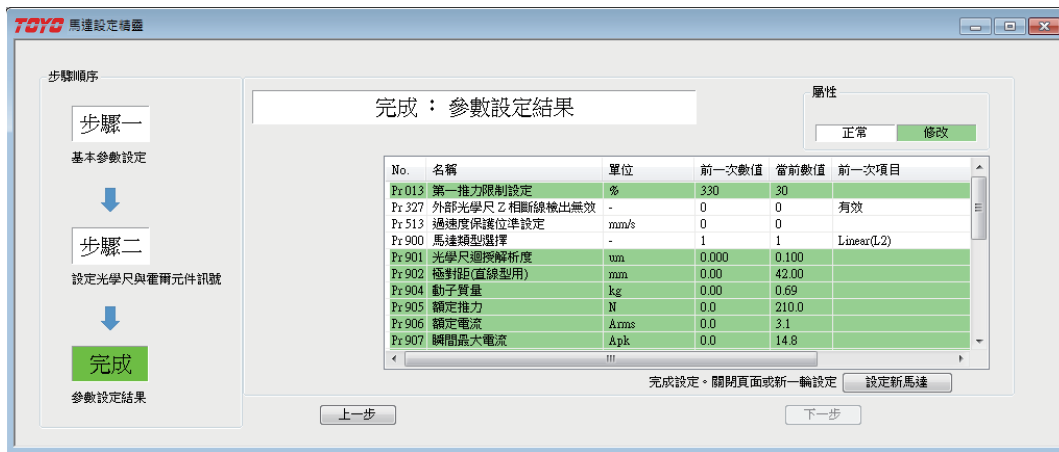 TOYO 馬達設定精靈
步驟順序
步驟一
基本參數設定
步驟二
設定光學尺與霍爾元件訊號
完成
參數設定結果
完成：參數設定結果
屬性
正常 修改
No. 名稱 單位 前一次數值 當前數值 前一次項目
Pr 013 第一推力限制設定 % 330 30
Pr 327 外部光學尺 Z 相斷線檢出無效 - 0 0 有效
Pr 513 過速度保護位準設定 mm/s 0 0
Pr 900 馬達類型選擇 - 1 1 Linear(L2)
Pr 901 光學尺迴授解析度 um 0.000 0.100
Pr 902 極對距(直線型用) mm 0.00 42.00
Pr 904 動子質量 kg 0.00 0.69
Pr 905 額定推力 N 0.0 210.0
Pr 906 額定電流 Arms 0.0 3.1
Pr 907 瞬間最大電流 Apk 0.0 14.8
完成設定。關閉頁面或新一輪設定 設定新馬達
上一步 下一步